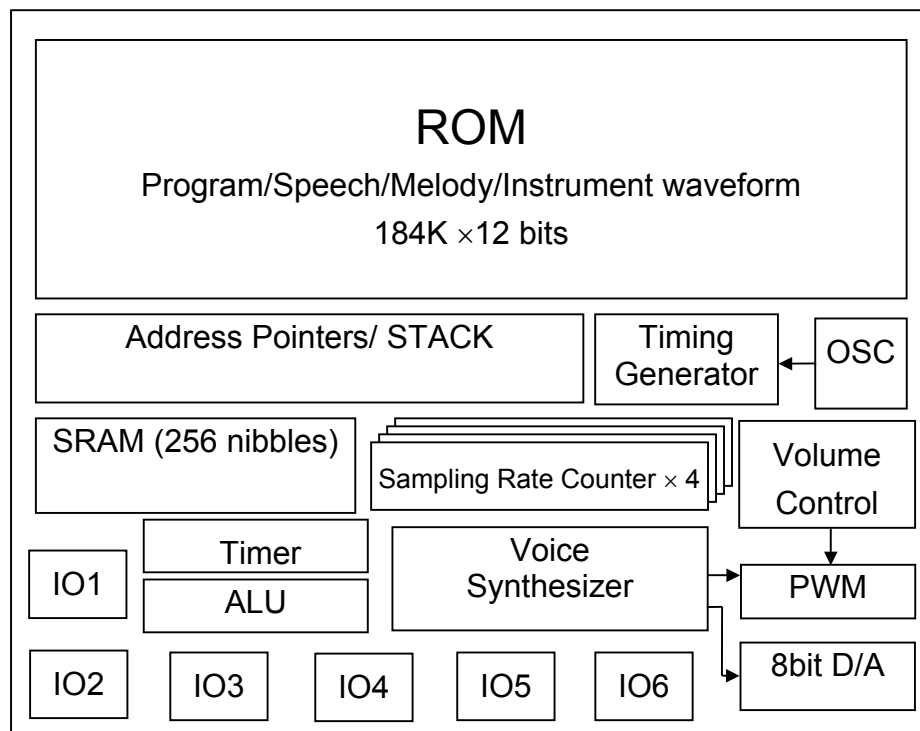 ROM
Program/Speech/Melody/Instrument waveform
184K ×12 bits
Address Pointers/ STACK
Timing
Generator
OSC
SRAM (256 nibbles)
Sampling Rate Counter × 4
Volume
Control
Timer
Voice
Synthesizer
IO1
ALU
PWM
IO2
IO3
IO4
IO5
IO6
8bit D/A